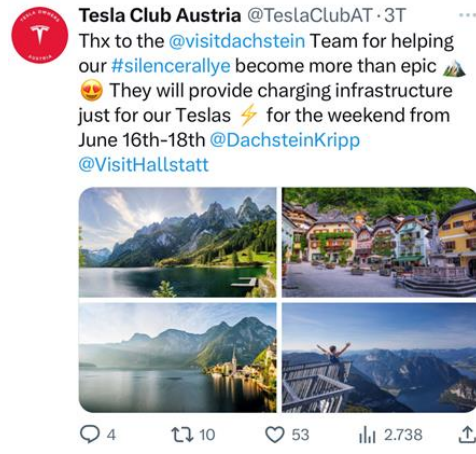 Tesla Club Austria @TeslaClubAT · 3T
Thx to the @visitdachstein Team for helping
our #silencerallye become more than epic 🏔️
😍 They will provide charging infrastructure
just for our Teslas ⚡ for the weekend from
June 16th-18th @DachsteinKripp
@VisitHallstatt
4 10 53 2.738